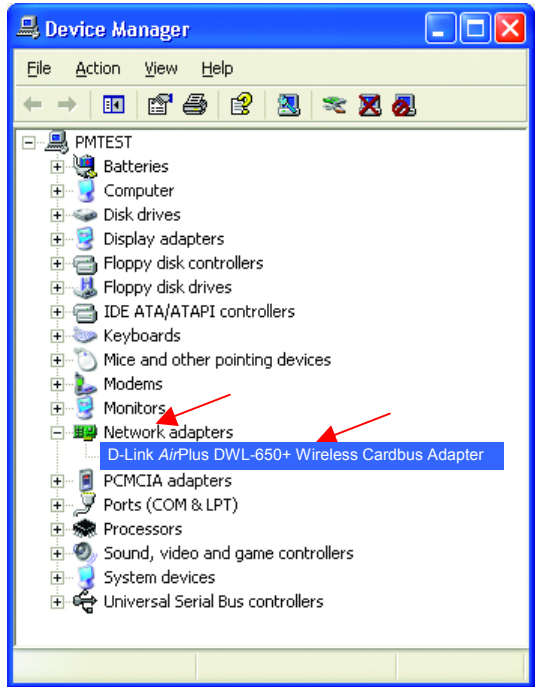 Device Manager
File Action View Help
PMTEST
Batteries
Computer
Disk drives
Display adapters
Floppy disk controllers
Floppy disk drives
IDE ATA/ATAPI controllers
Keyboards
Mice and other pointing devices
Modems
Monitors
Network adapters
D-Link AirPlus DWL-650+ Wireless Cardbus Adapter
PCMCIA adapters
Ports (COM & LPT)
Processors
Sound, video and game controllers
System devices
Universal Serial Bus controllers